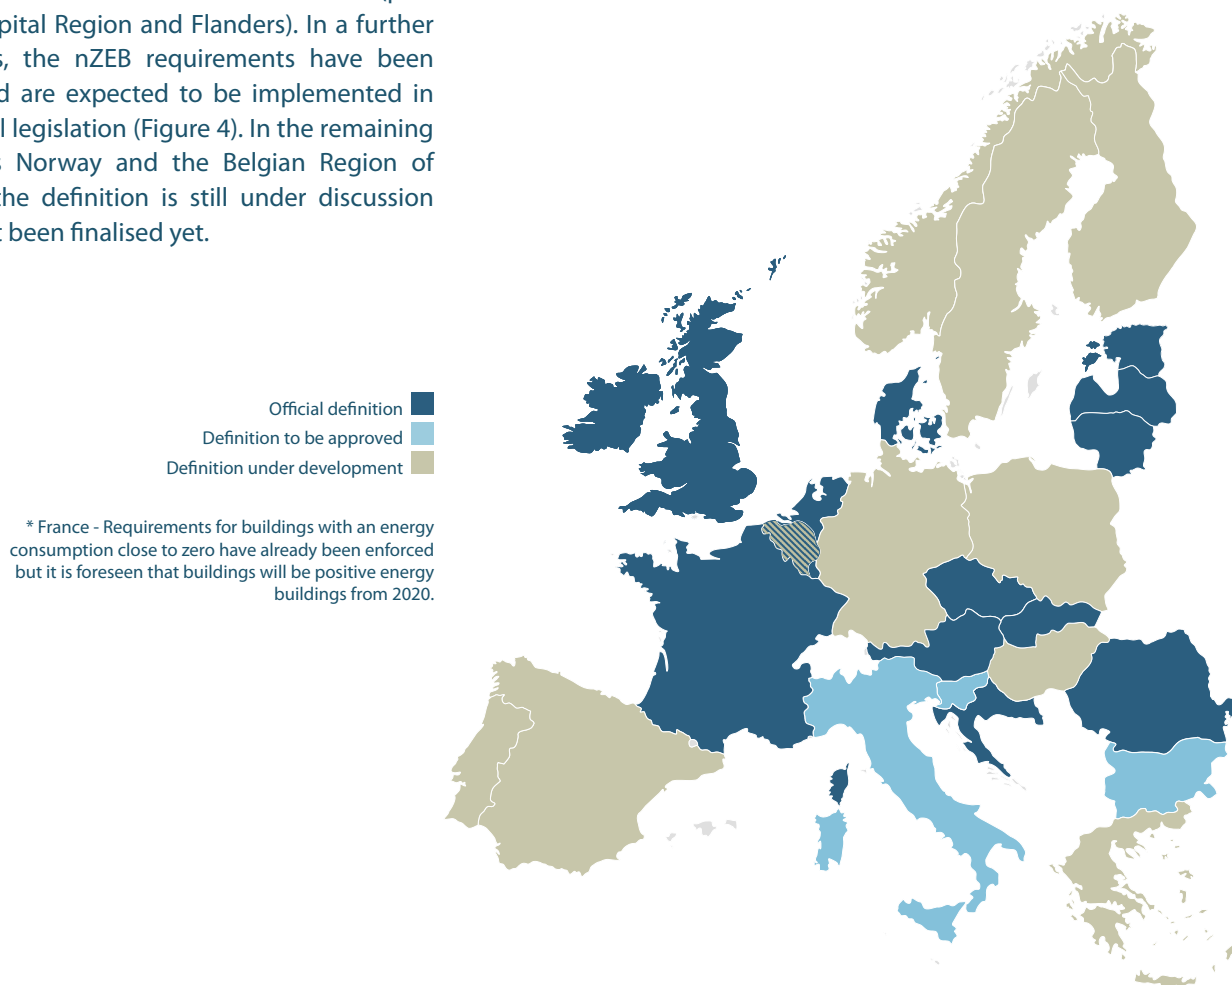 pital Region and Flanders). In a further
s, the nZEB requirements have been
d are expected to be implemented in
l legislation (Figure 4). In the remaining
s Norway and the Belgian Region of
the definition is still under discussion
t been finalised yet.
Official definition
Definition to be approved
Definition under development
* France - Requirements for buildings with an energy
consumption close to zero have already been enforced
but it is foreseen that buildings will be positive energy
buildings from 2020.